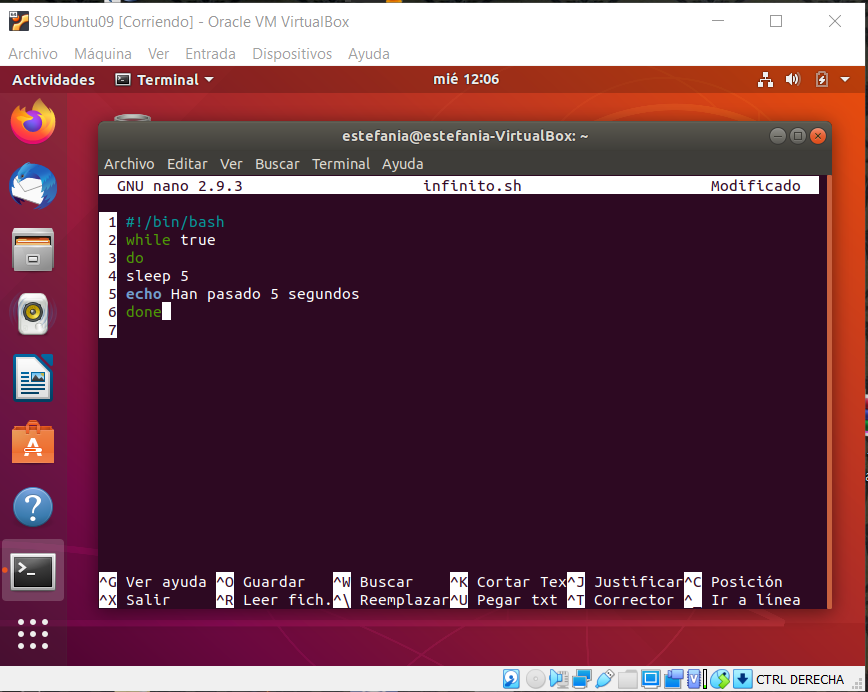 S9Ubuntu09 [Corriendo] - Oracle VM VirtualBox
Archivo Máquina Ver Entrada Dispositivos Ayuda
Actividades Terminal mié 12:06
estefania@estefania-VirtualBox: ~
Archivo Editar Ver Buscar Terminal Ayuda
GNU nano 2.9.3 infinito.sh Modificado
1 #!/bin/bash
2 while true
3 do
4 sleep 5
5 echo Han pasado 5 segundos
6 done
7
^G Ver ayuda ^O Guardar ^W Buscar ^K Cortar Tex ^J Justificar ^C Posición
^X Salir ^R Leer fich. ^\ Reemplazar ^U Pegar txt ^T Corrector ^_ Ir a línea
CTRL DERECHA